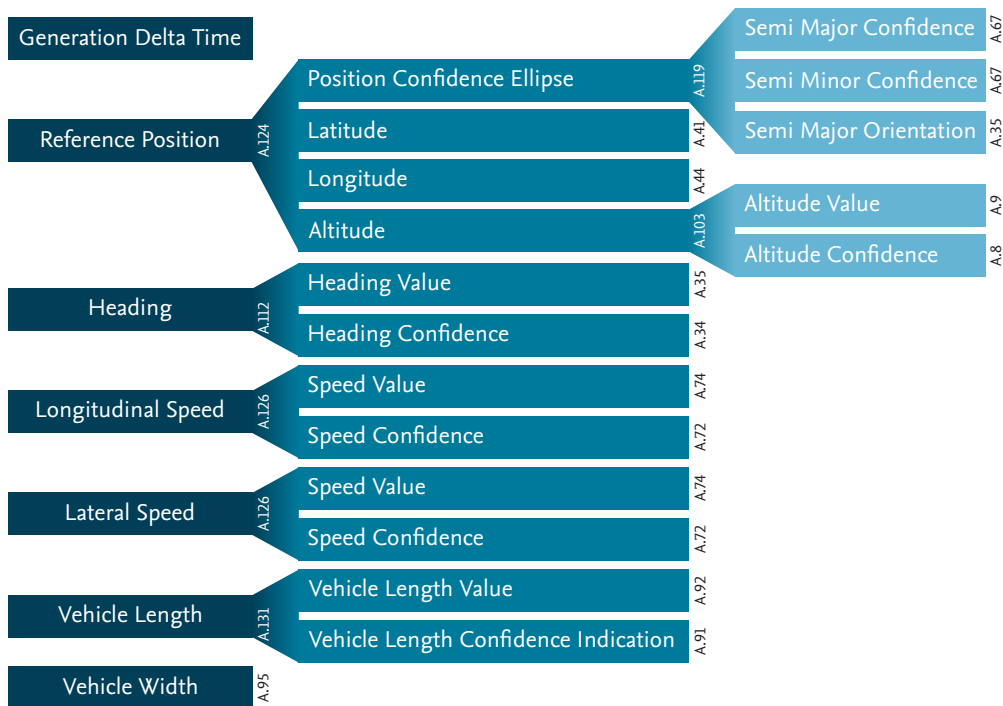 Generation Delta Time
Reference Position
A.124
Position Confidence Ellipse
A.119
Semi Major Confidence
A.67
Semi Minor Confidence
A.67
Semi Major Orientation
A.35
Latitude
A.41
Longitude
A.44
Altitude
A.103
Altitude Value
A.9
Altitude Confidence
A.8
Heading
A.112
Heading Value
A.35
Heading Confidence
A.34
Longitudinal Speed
A.126
Speed Value
A.74
Speed Confidence
A.72
Lateral Speed
A.126
Speed Value
A.74
Speed Confidence
A.72
Vehicle Length
A.131
Vehicle Length Value
A.92
Vehicle Length Confidence Indication
A.91
Vehicle Width
A.95